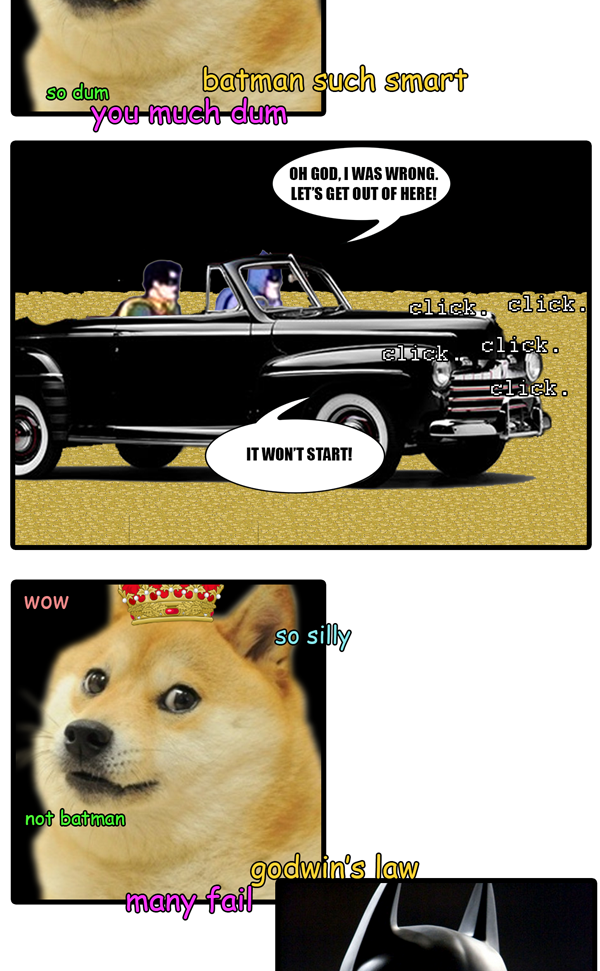 batman such smart
so dum
you much dum
OH GOD, I WAS WRONG.
LET'S GET OUT OF HERE!
click. click.
click. click.
click.
IT WON'T START!
wow
so silly
not batman
godwin's law
many fail